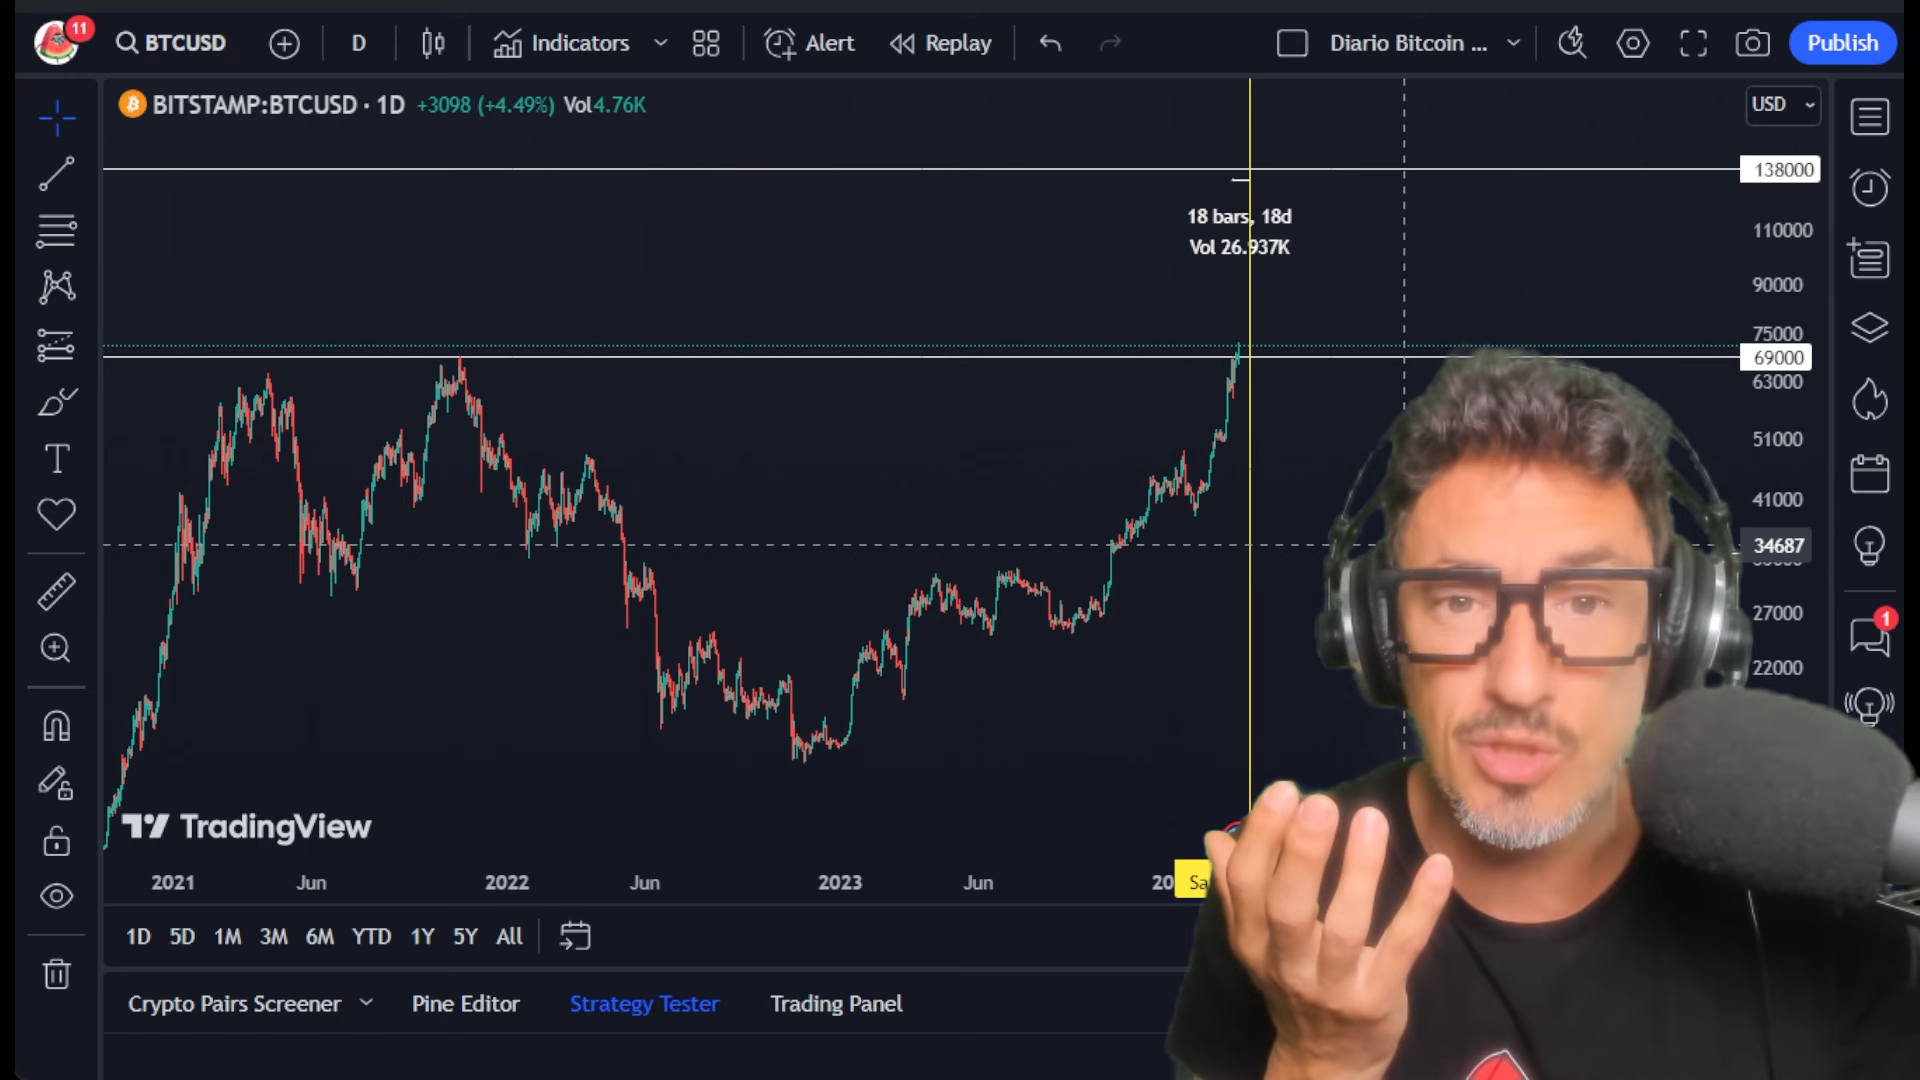 11
BTCUSD
D
Indicators
Alert
Replay
Diario Bitcoin ...
Publish
BITSTAMP:BTCUSD · 1D +3098 (+4.49%) Vol4.76K
USD
138000
18 bars, 18d
Vol 26.937K
110000
90000
75000
69000
63000
51000
41000
34687
27000
1
22000
TradingView
2021
Jun
2022
Jun
2023
Jun
1D 5D 1M 3M 6M YTD 1Y 5Y All
Crypto Pairs Screener
Pine Editor
Strategy Tester
Trading Panel